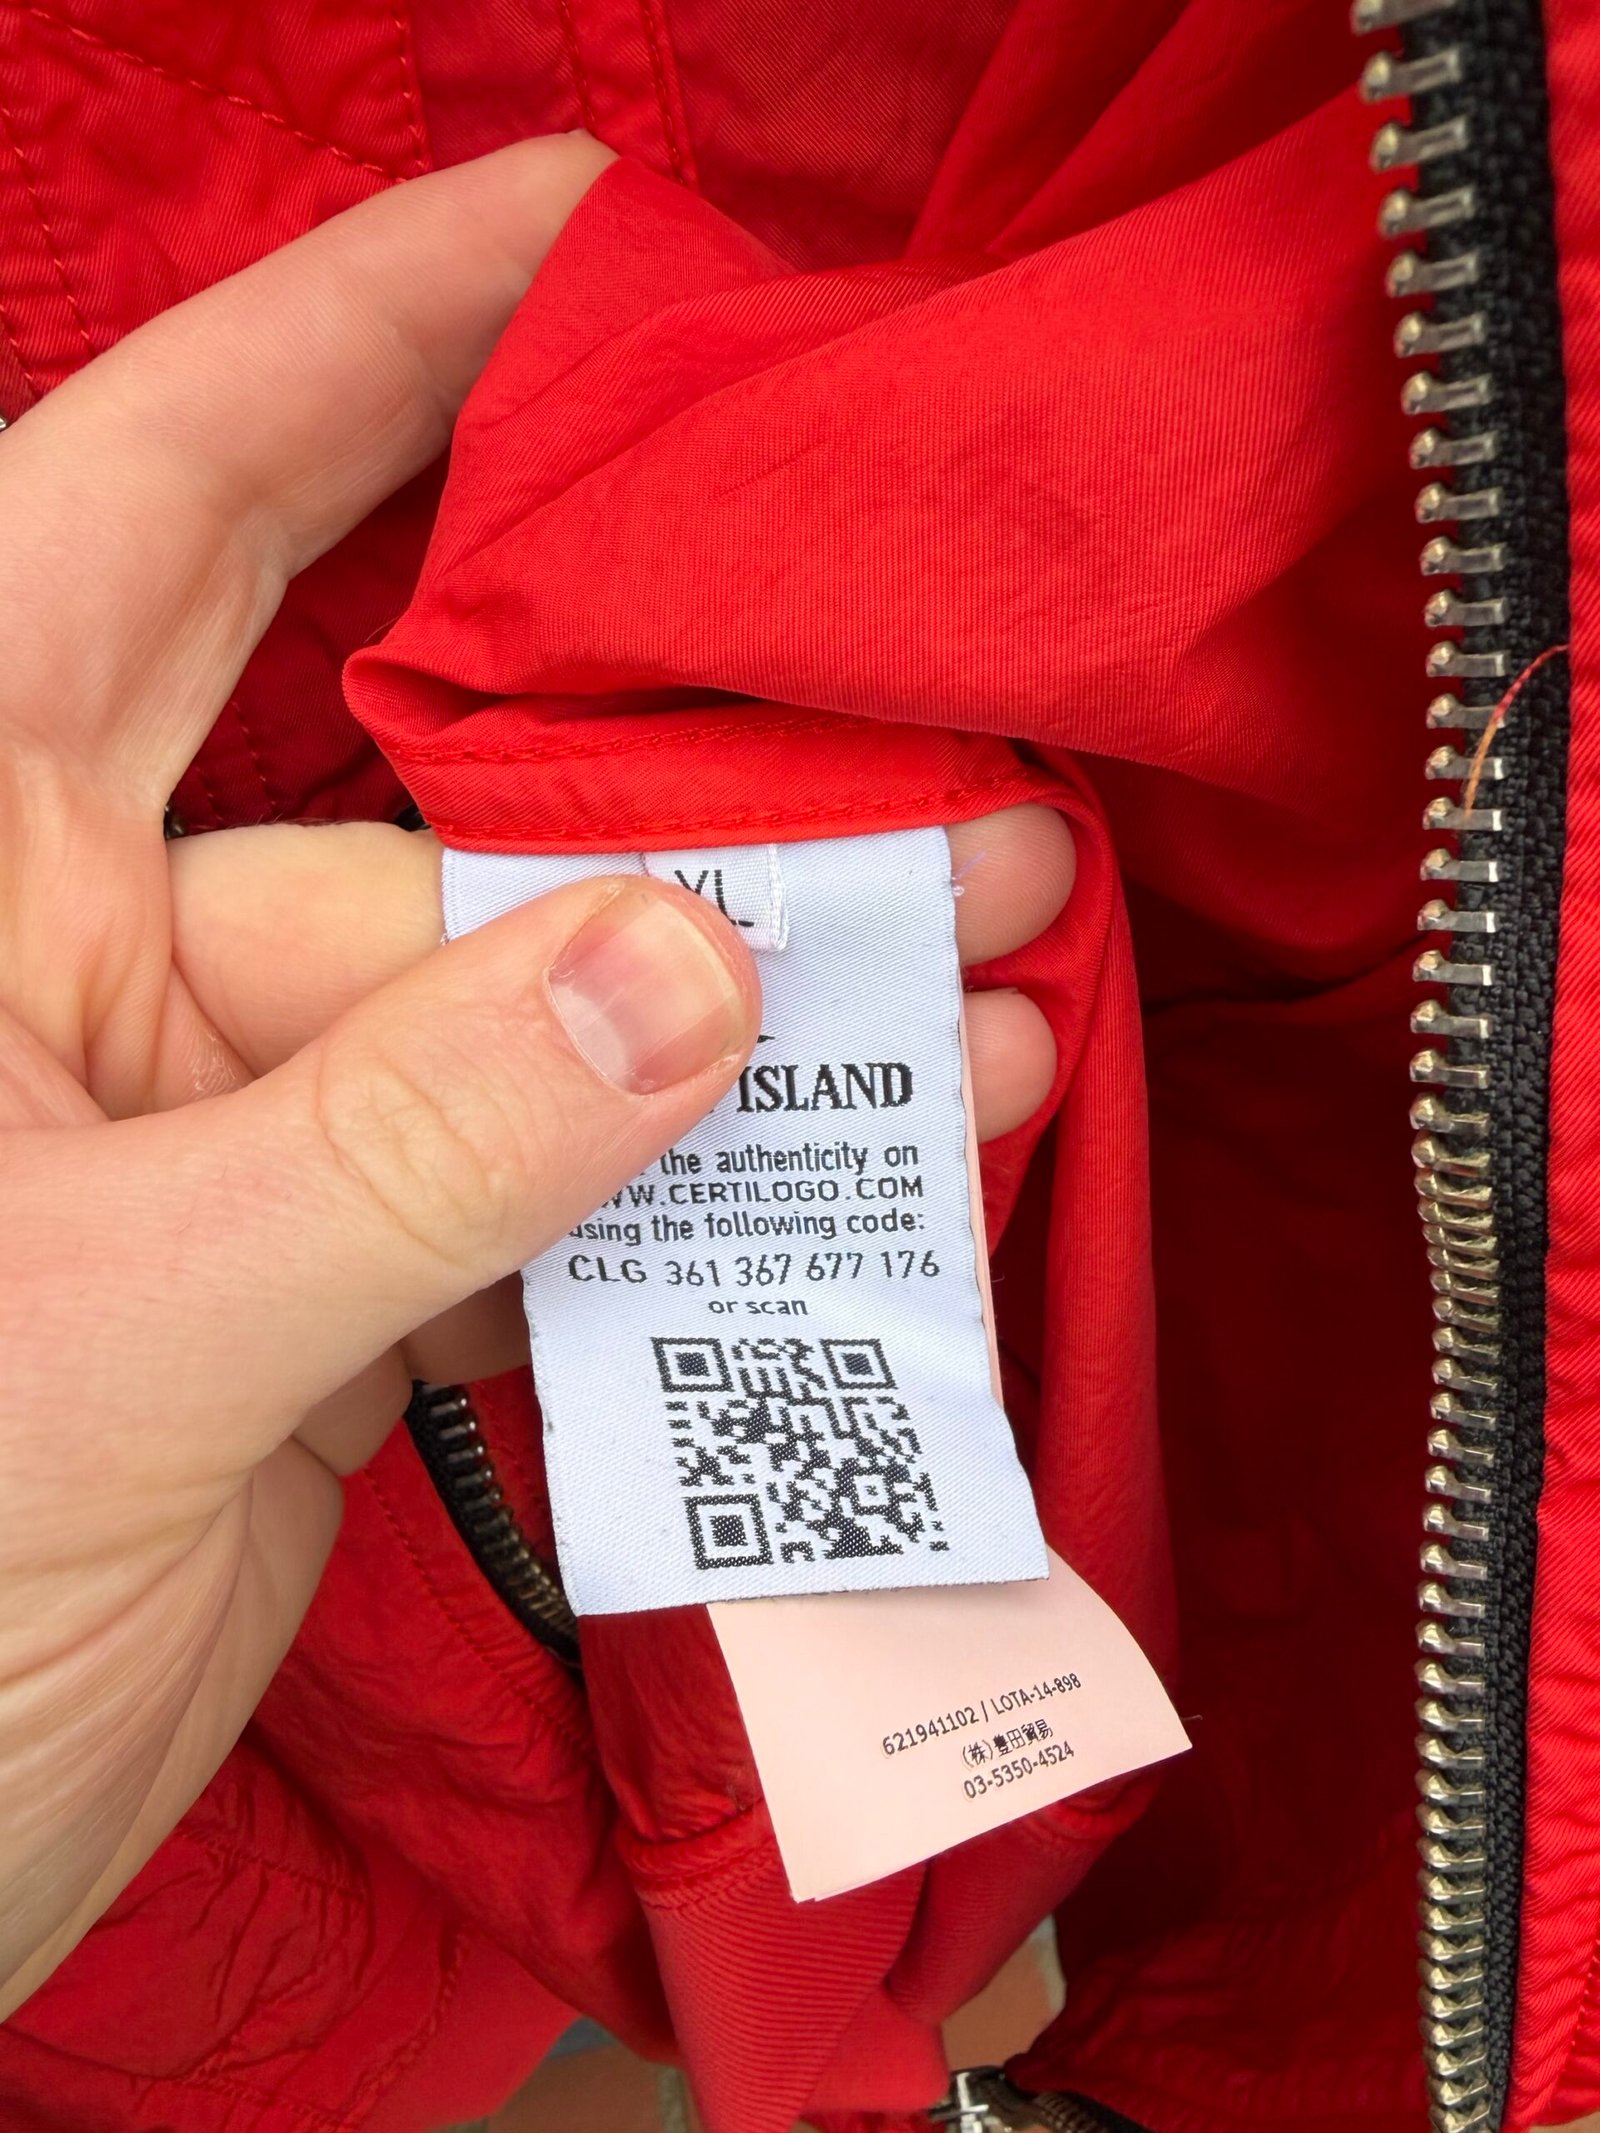 XL
ISLAND
the authenticity on
WWW.CERTILOGO.COM
using the following code:
CLG 361 367 677 176
or scan
621941102 / LOTA-14-898
(株)豊田貿易
03-5350-4524